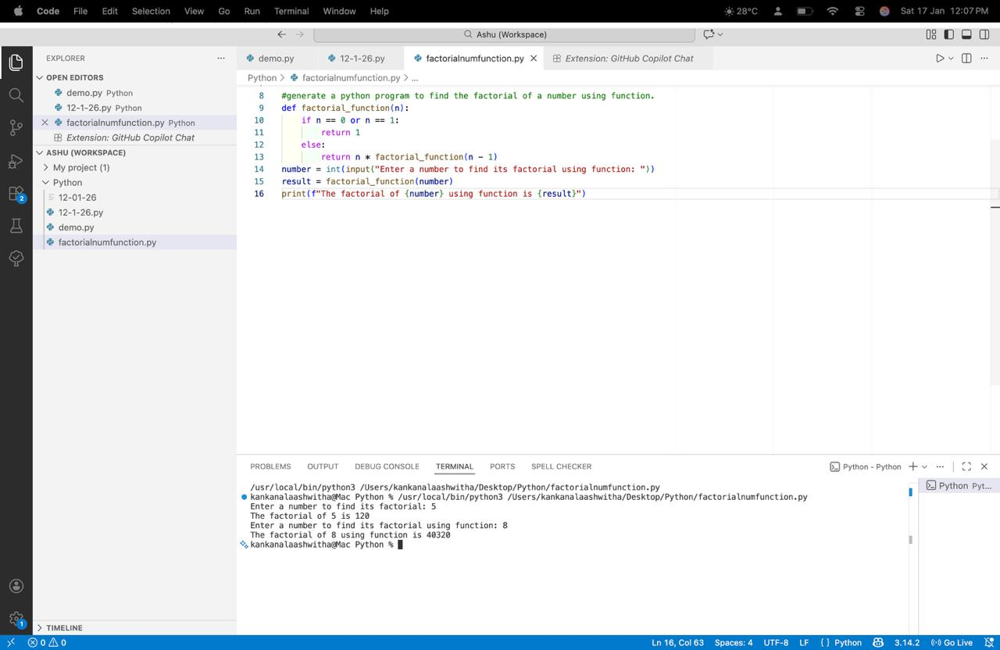 Code File Edit Selection View Go Run Terminal Window Help 28°C Sat 17 Jan 12:07 PM
Ashu (Workspace)
EXPLORER
OPEN EDITORS
demo.py Python
12-1-26.py Python
factorialnumfunction.py Python
Extension: GitHub Copilot Chat
ASHU (WORKSPACE)
My project (1)
Python
12-01-26
12-1-26.py
demo.py
factorialnumfunction.py
TIMELINE
2
1
demo.py 12-1-26.py factorialnumfunction.py Extension: GitHub Copilot Chat
Python > factorialnumfunction.py > ...
8 #generate a python program to find the factorial of a number using function.
9 def factorial_function(n):
10 if n == 0 or n == 1:
11 return 1
12 else:
13 return n * factorial_function(n - 1)
14 number = int(input("Enter a number to find its factorial using function: "))
15 result = factorial_function(number)
16 print(f"The factorial of {number} using function is {result}")
PROBLEMS OUTPUT DEBUG CONSOLE TERMINAL PORTS SPELL CHECKER Python - Python
/usr/local/bin/python3 /Users/kankanalaashwitha/Desktop/Python/factorialnumfunction.py
kankanalaashwitha@Mac Python % /usr/local/bin/python3 /Users/kankanalaashwitha/Desktop/Python/factorialnumfunction.py
Enter a number to find its factorial: 5
The factorial of 5 is 120
Enter a number to find its factorial using function: 8
The factorial of 8 using function is 40320
kankanalaashwitha@Mac Python %
Python Pyt...
0 0 Ln 16, Col 63 Spaces: 4 UTF-8 LF { } Python 3.14.2 Go Live